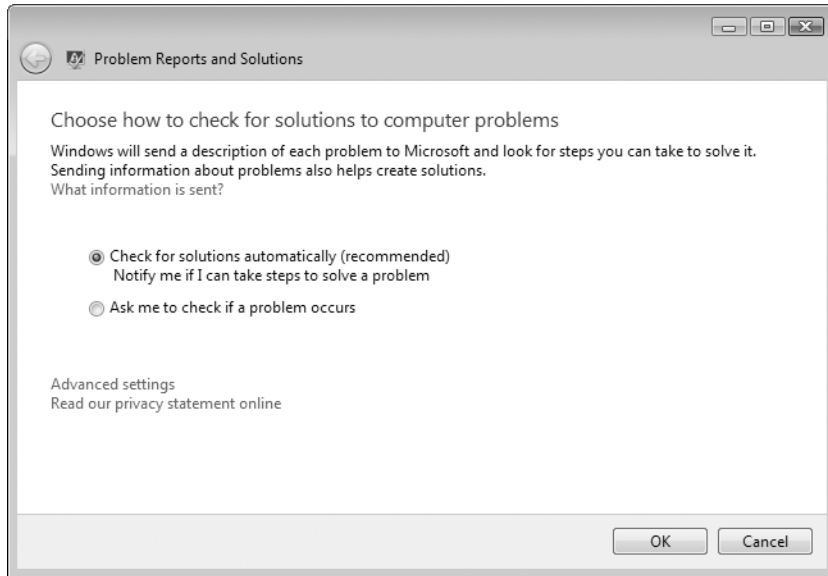 Problem Reports and Solutions
Choose how to check for solutions to computer problems
Windows will send a description of each problem to Microsoft and look for steps you can take to solve it.
Sending information about problems also helps create solutions.
What information is sent?
Check for solutions automatically (recommended)
Notify me if I can take steps to solve a problem
Ask me to check if a problem occurs
Advanced settings
Read our privacy statement online
OK Cancel